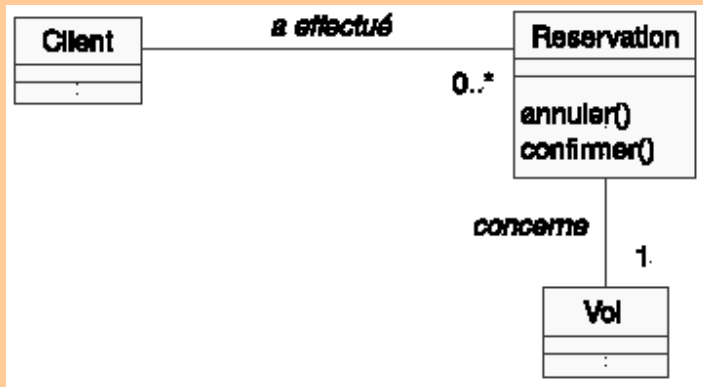 Client
a effectué
Reservation
:
0..*
annuler()
confirmer()
concerne
1
Vol
: